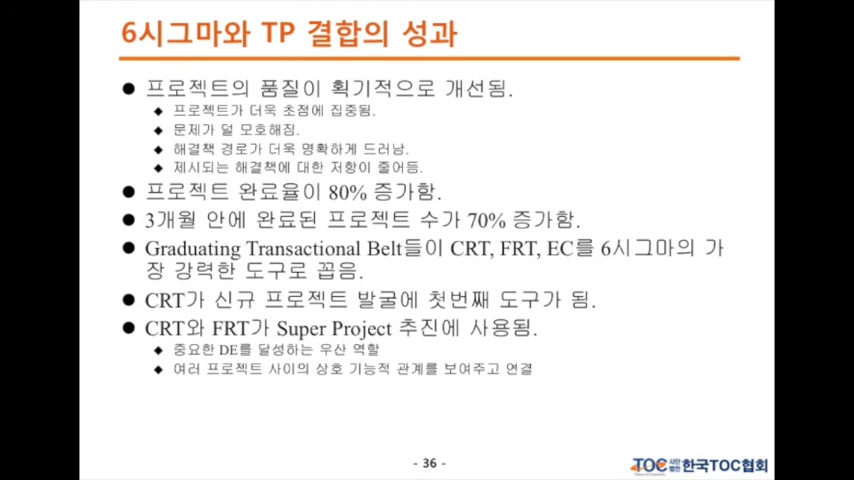 6시그마와 TP 결합의 성과
● 프로젝트의 품질이 획기적으로 개선됨.
◆ 프로젝트가 더욱 초점에 집중됨.
◆ 문제가 덜 모호해짐.
◆ 해결책 경로가 더욱 명확하게 드러남.
◆ 제시되는 해결책에 대한 저항이 줄어듬.
● 프로젝트 완료율이 80% 증가함.
● 3개월 안에 완료된 프로젝트 수가 70% 증가함.
● Graduating Transactional Belt들이 CRT, FRT, EC를 6시그마의 가
장 강력한 도구로 꼽음.
● CRT가 신규 프로젝트 발굴에 첫번째 도구가 됨.
● CRT와 FRT가 Super Project 추진에 사용됨.
◆ 중요한 DE를 달성하는 우산 역할
◆ 여러 프로젝트 사이의 상호 기능적 관계를 보여주고 연결
- 36 -
TOC 사단법인 한국TOC협회